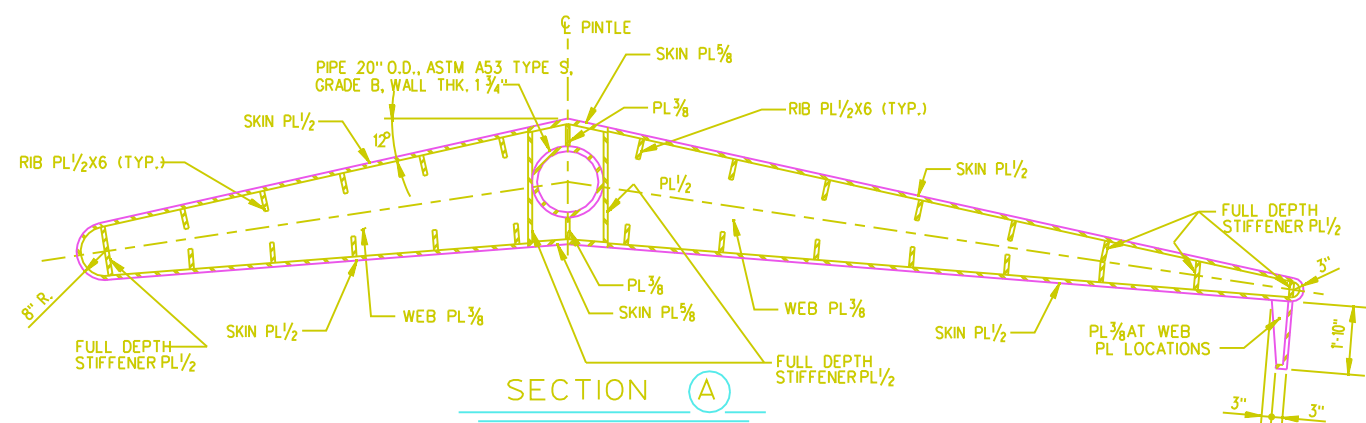 ℄ PINTLE
SKIN PL⅝
PIPE 20" O.D., ASTM A53 TYPE S,
GRADE B, WALL THK. 1 ¾"
PL⅜
RIB PL½X6 (TYP.)
SKIN PL½
12°
RIB PL½X6 (TYP.)
SKIN PL½
PL½
FULL DEPTH
STIFFENER PL½
3"
8" R.
PL⅜
SKIN PL⅝
WEB PL⅜
WEB PL⅜
SKIN PL½
SKIN PL½
PL⅜ AT WEB
PL LOCATIONS
1'-10"
FULL DEPTH
STIFFENER PL½
FULL DEPTH
STIFFENER PL½
SECTION A
3"
3"